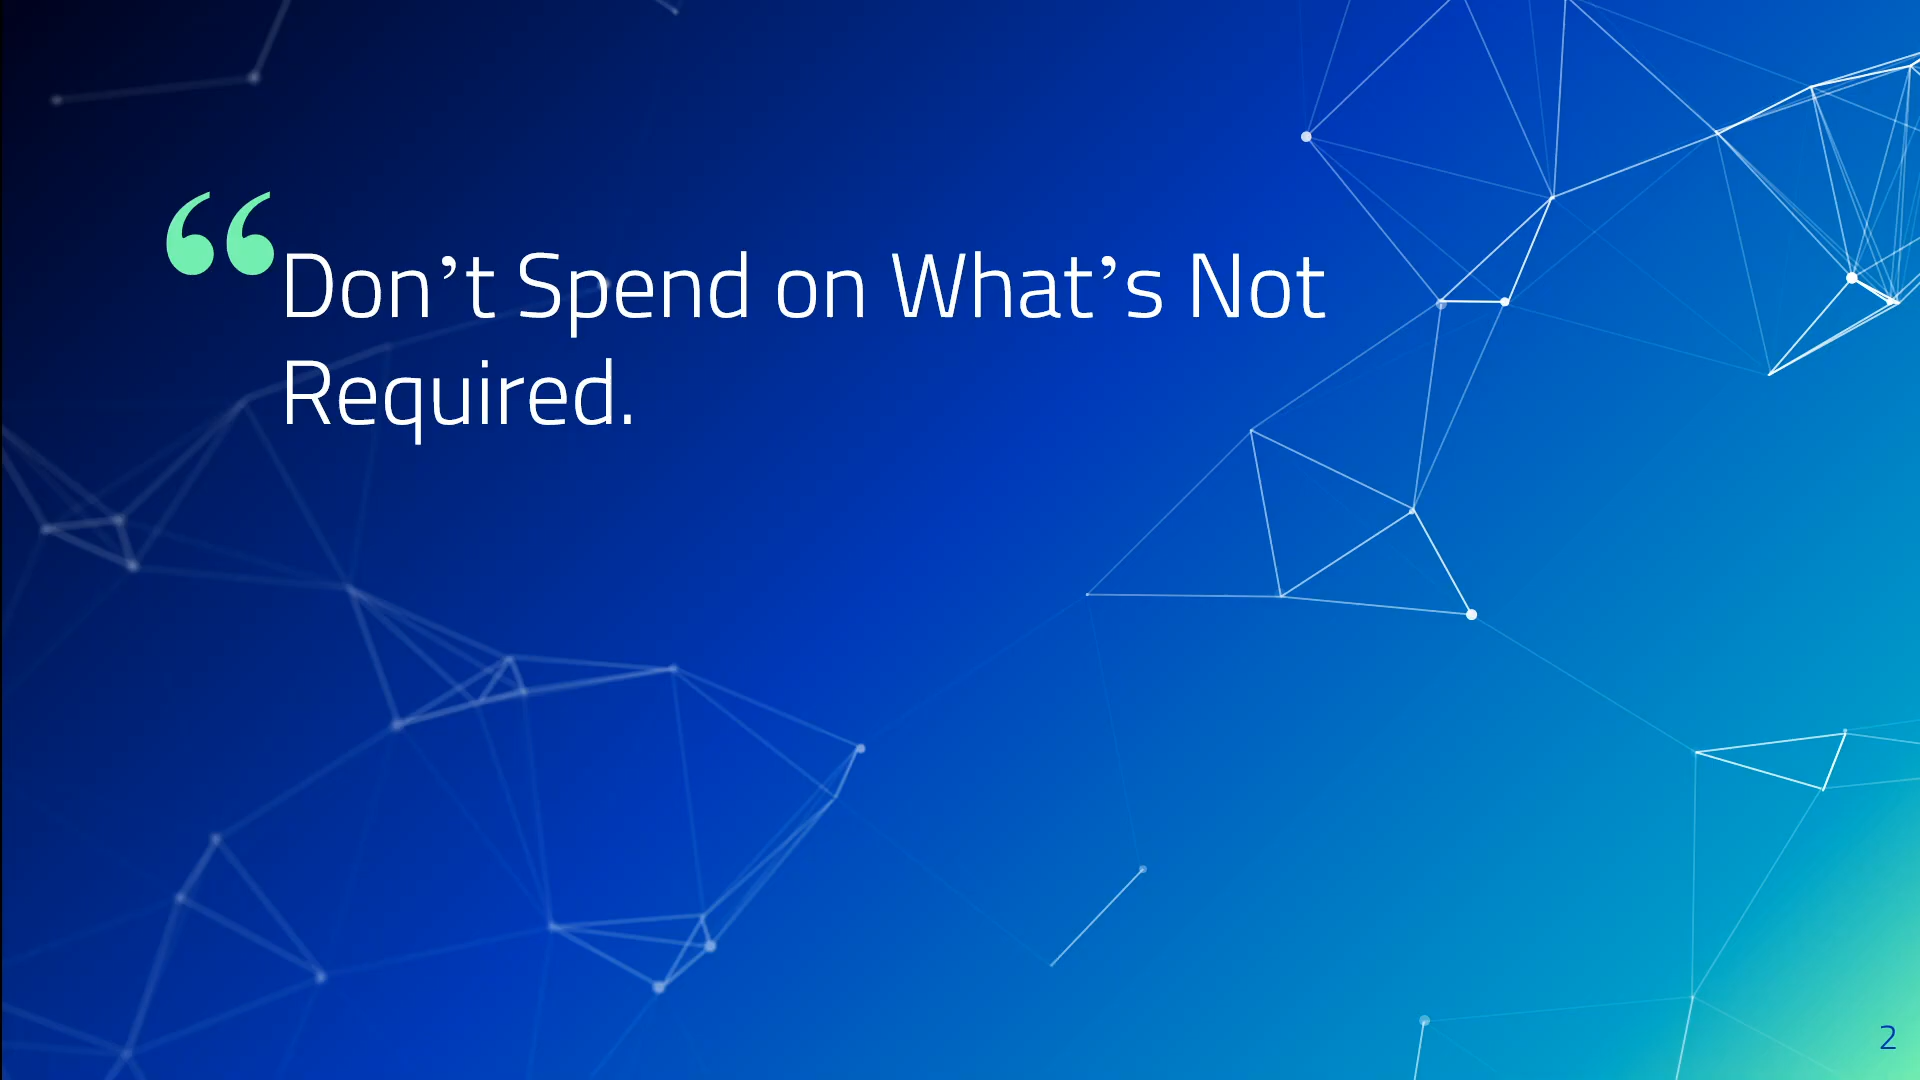 “Don’t Spend on What’s Not
Required.
2